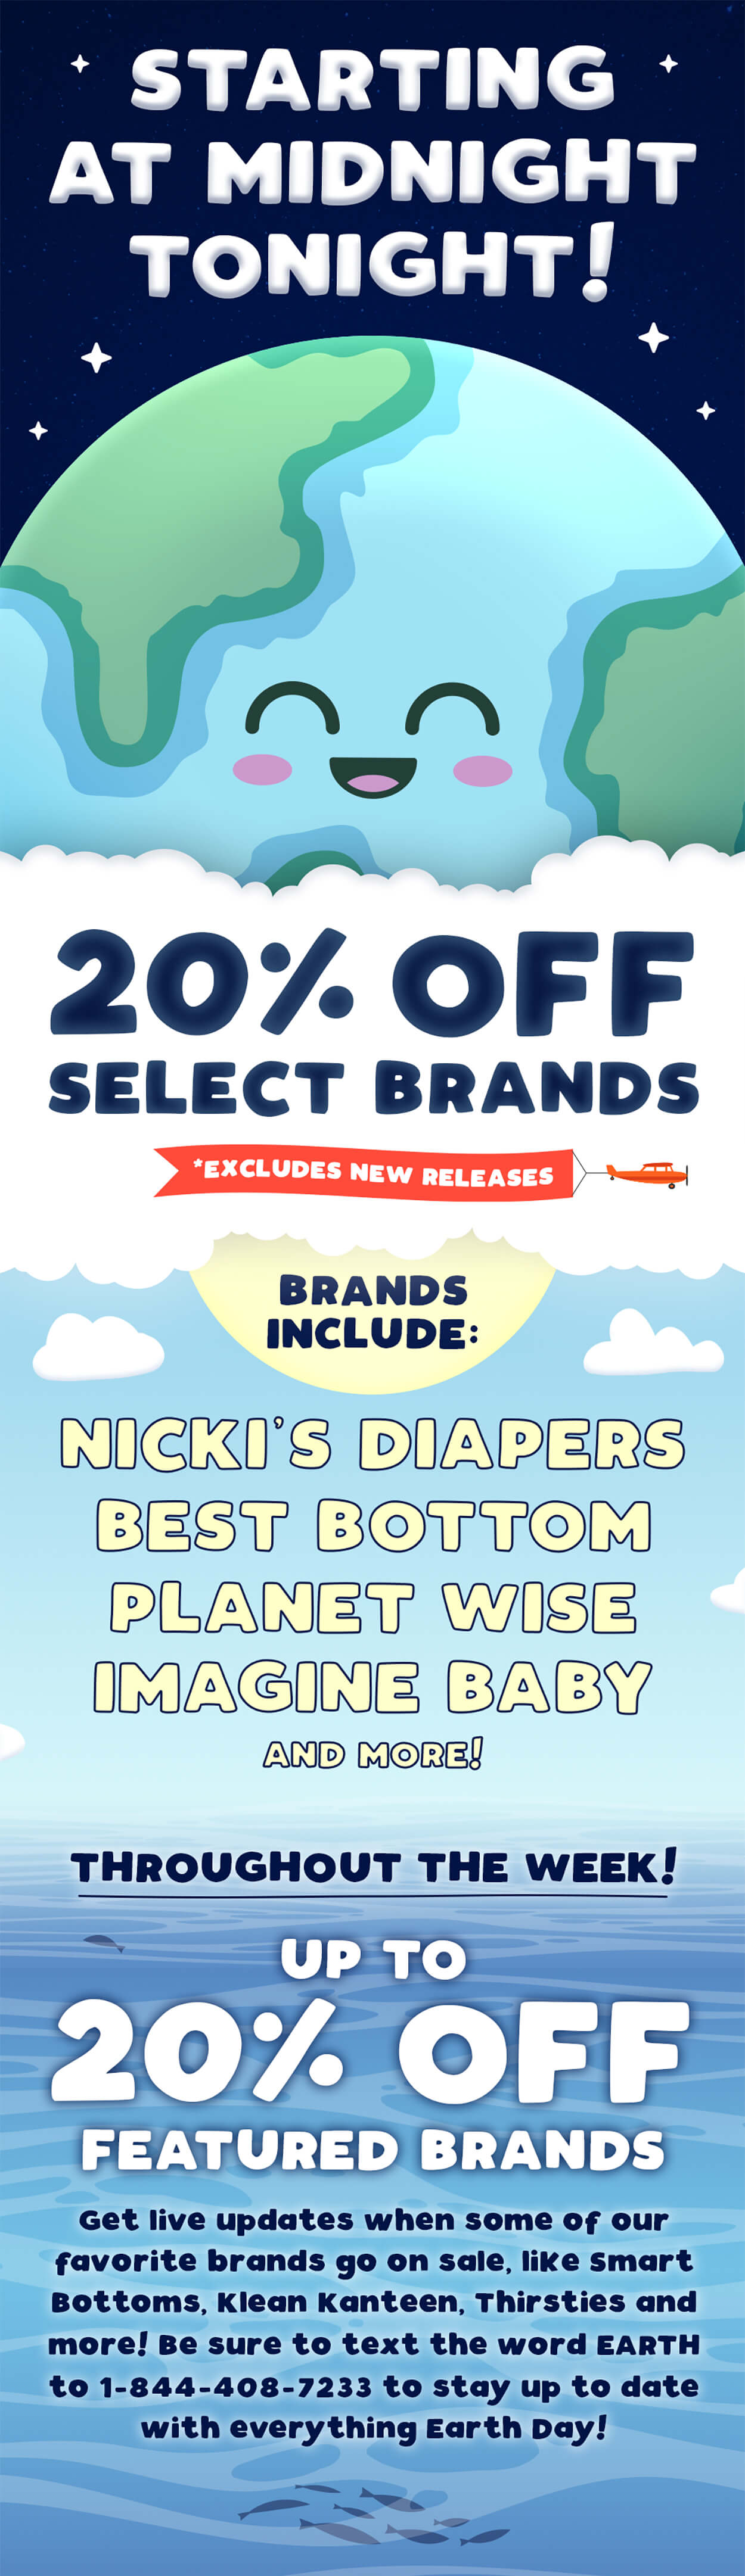 STARTING
AT MIDNIGHT
TONIGHT!
20% OFF
SELECT BRANDS
*EXCLUDES NEW RELEASES
BRANDS
INCLUDE:
NICKI'S DIAPERS
BEST BOTTOM
PLANET WISE
IMAGINE BABY
AND MORE!
THROUGHOUT THE WEEK!
UP TO
20% OFF
FEATURED BRANDS
Get live updates when some of our
favorite brands go on sale, like Smart
Bottoms, Klean Kanteen, Thirsties and
more! Be sure to text the word EARTH
to 1-844-408-7233 to stay up to date
with everything Earth Day!